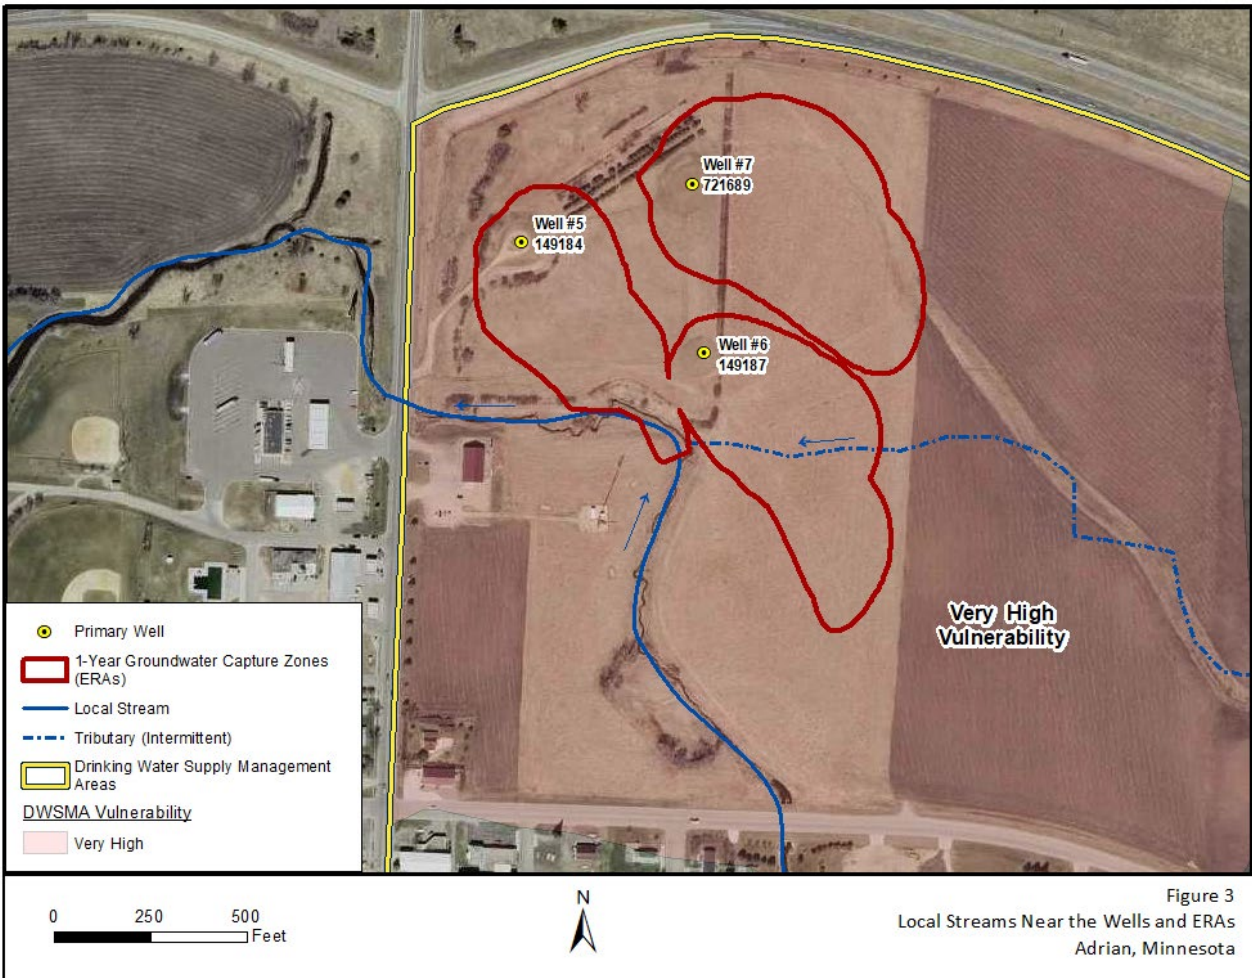 Well #7
721689
Well #5
149184
Well #6
149187
Very High
Vulnerability
Primary Well
1-Year Groundwater Capture Zones
(ERAs)
Local Stream
Tributary (Intermittent)
Drinking Water Supply Management
Areas
DWSMA Vulnerability
Very High
0 250 500
Feet
N
Figure 3
Local Streams Near the Wells and ERAs
Adrian, Minnesota